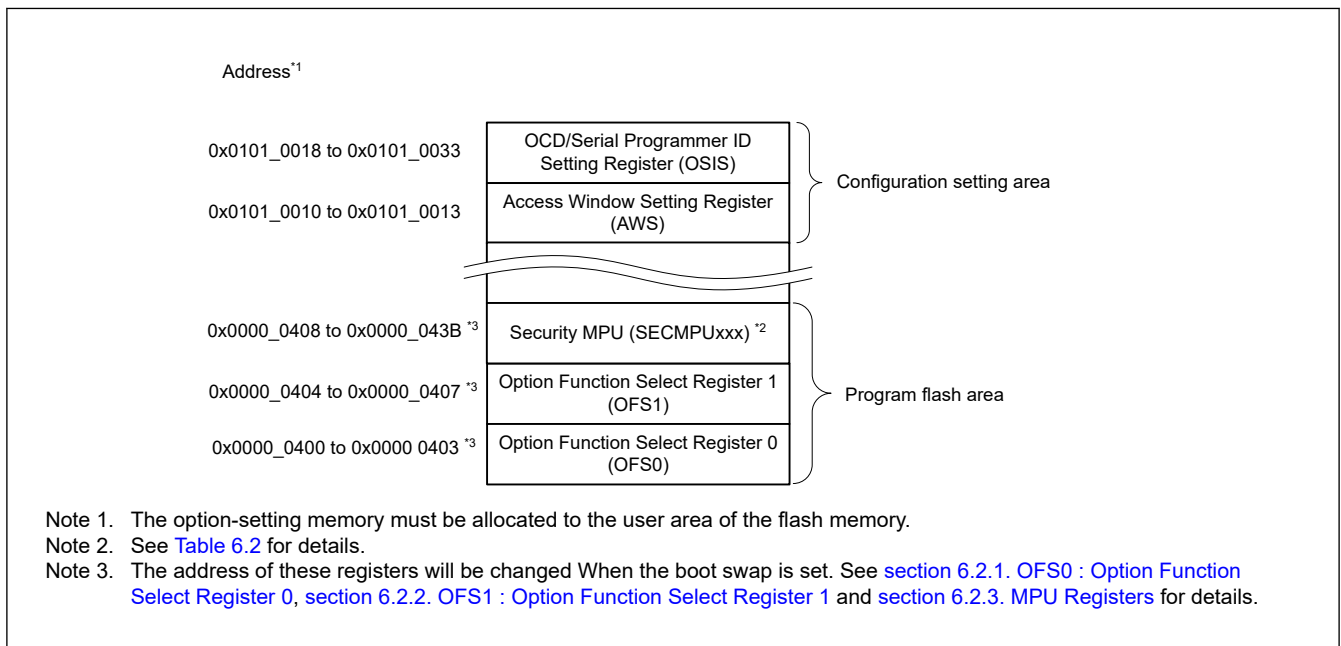 Address*1
0x0101_0018 to 0x0101_0033
OCD/Serial Programmer ID
Setting Register (OSIS)
Configuration setting area
0x0101_0010 to 0x0101_0013
Access Window Setting Register
(AWS)
0x0000_0408 to 0x0000_043B *3
Security MPU (SECMPUxxx) *2
0x0000_0404 to 0x0000_0407 *3
Option Function Select Register 1
(OFS1)
Program flash area
0x0000_0400 to 0x0000 0403 *3
Option Function Select Register 0
(OFS0)
Note 1. The option-setting memory must be allocated to the user area of the flash memory.
Note 2. See Table 6.2 for details.
Note 3. The address of these registers will be changed When the boot swap is set. See section 6.2.1. OFS0 : Option Function
Select Register 0, section 6.2.2. OFS1 : Option Function Select Register 1 and section 6.2.3. MPU Registers for details.